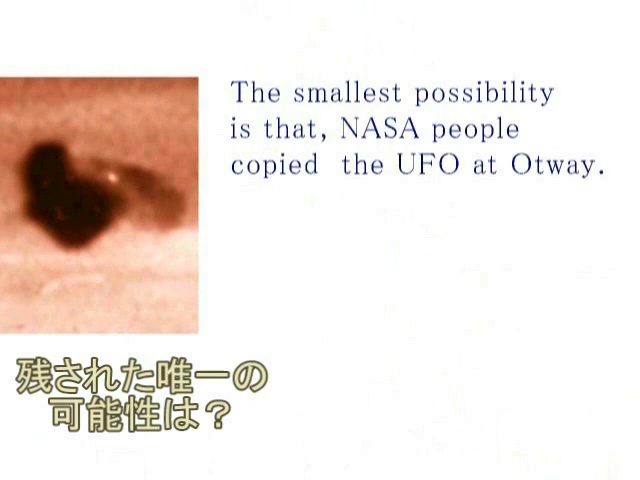 The smallest possibility
is that, NASA people
copied the UFO at Otway.
残された唯一の
可能性は？